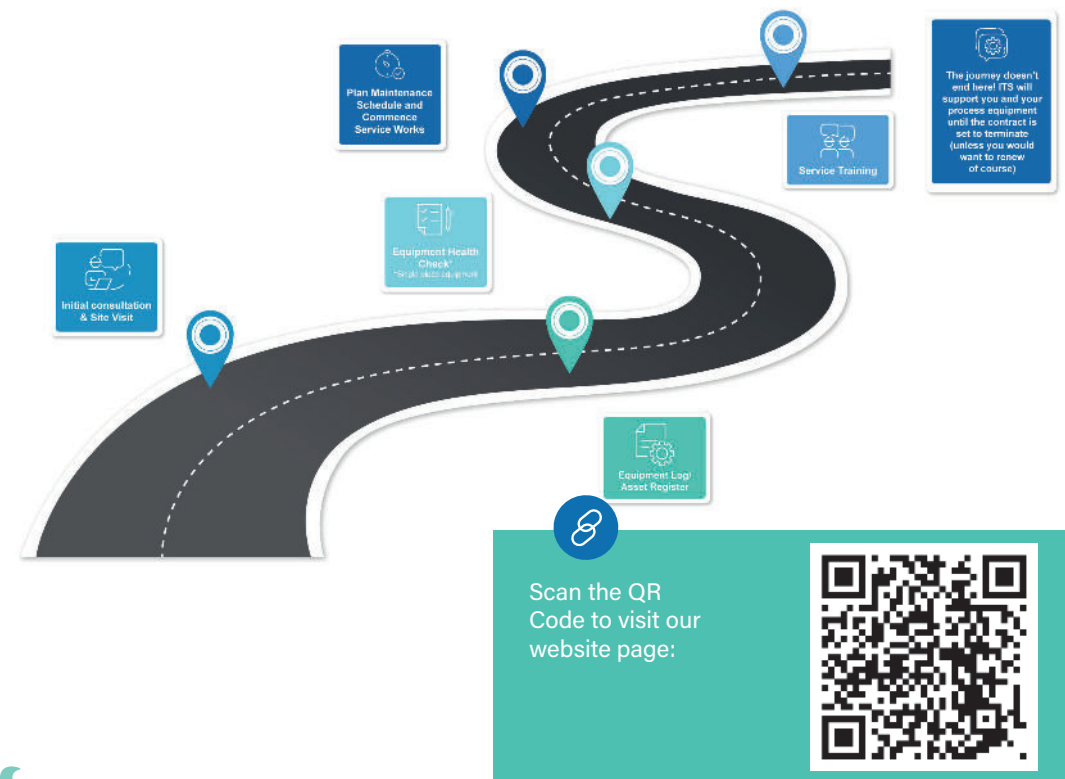 Plan Maintenance
Schedule and
Commence
Service Works
The journey doesn't
end here! ITS will
support you and your
process equipment
until the contract is
set to terminate
(unless you would
want to renew
of course)
Service Training
Equipment Health
Check*
Initial consultation
& Site Visit
Equipment Log/
Asset Register
Scan the QR
Code to visit our
website page: